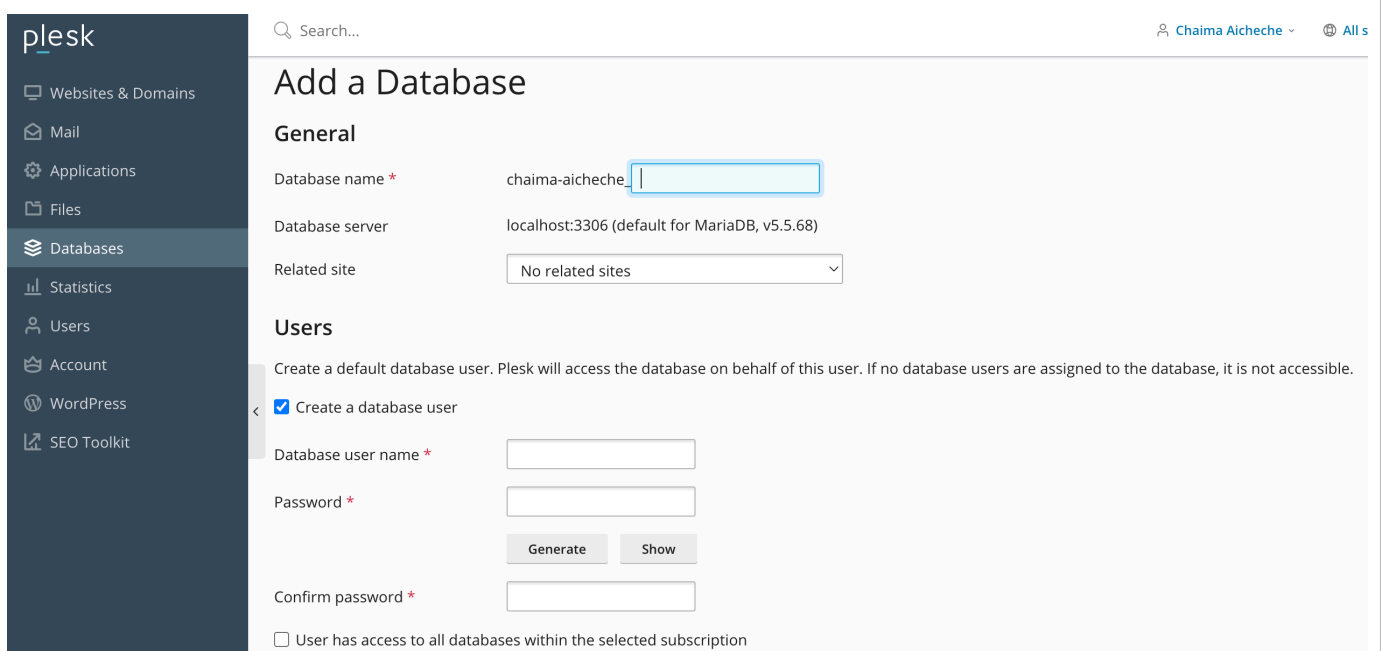 plesk
Search...
Chaima Aicheche
All s
Websites & Domains
Mail
Applications
Files
Databases
Statistics
Users
Account
WordPress
SEO Toolkit
Add a Database
General
Database name *
chaima-aicheche_
Database server
localhost:3306 (default for MariaDB, v5.5.68)
Related site
No related sites
Users
Create a default database user. Plesk will access the database on behalf of this user. If no database users are assigned to the database, it is not accessible.
Create a database user
Database user name *
Password *
Generate
Show
Confirm password *
User has access to all databases within the selected subscription